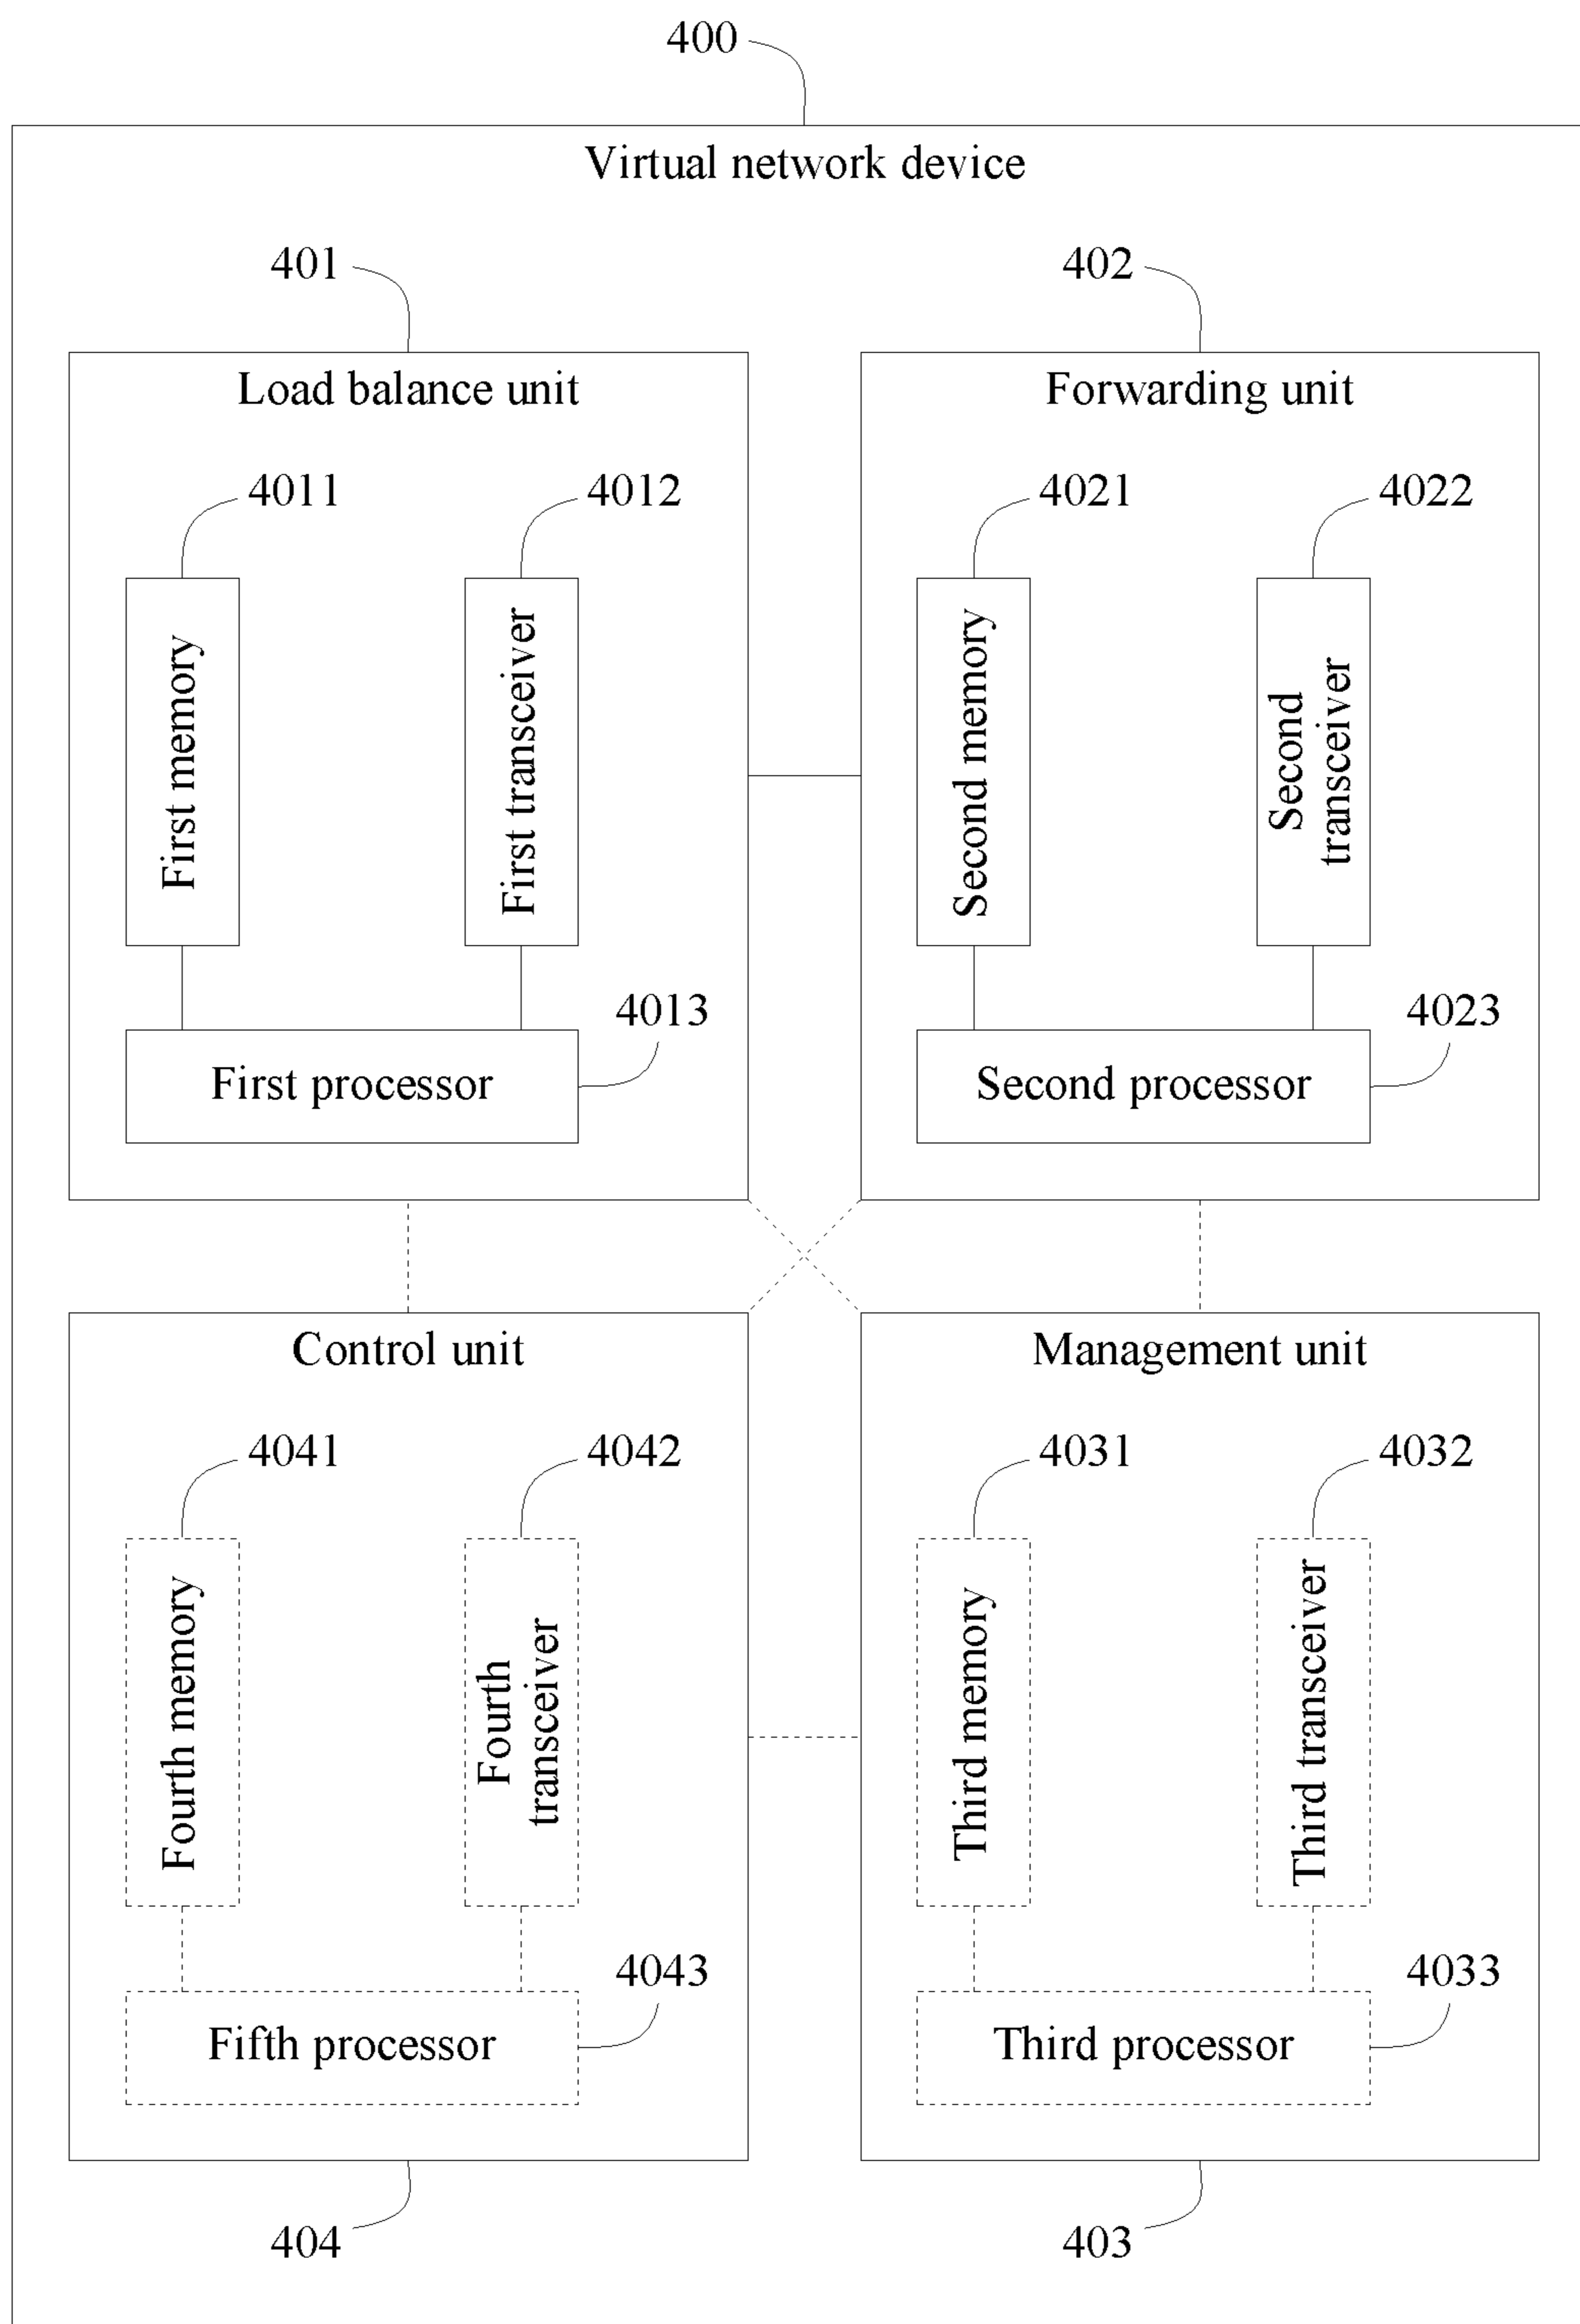 400
Virtual network device
401
402
Load balance unit
Forwarding unit
4011
4012
4021
4022
First memory
First transceiver
Second memory
Second
transceiver
4013
4023
First processor
Second processor
Control unit
Management unit
4041
4042
4031
4032
Fourth memory
Fourth
transceiver
Third memory
Third transceiver
4043
4033
Fifth processor
Third processor
404
403